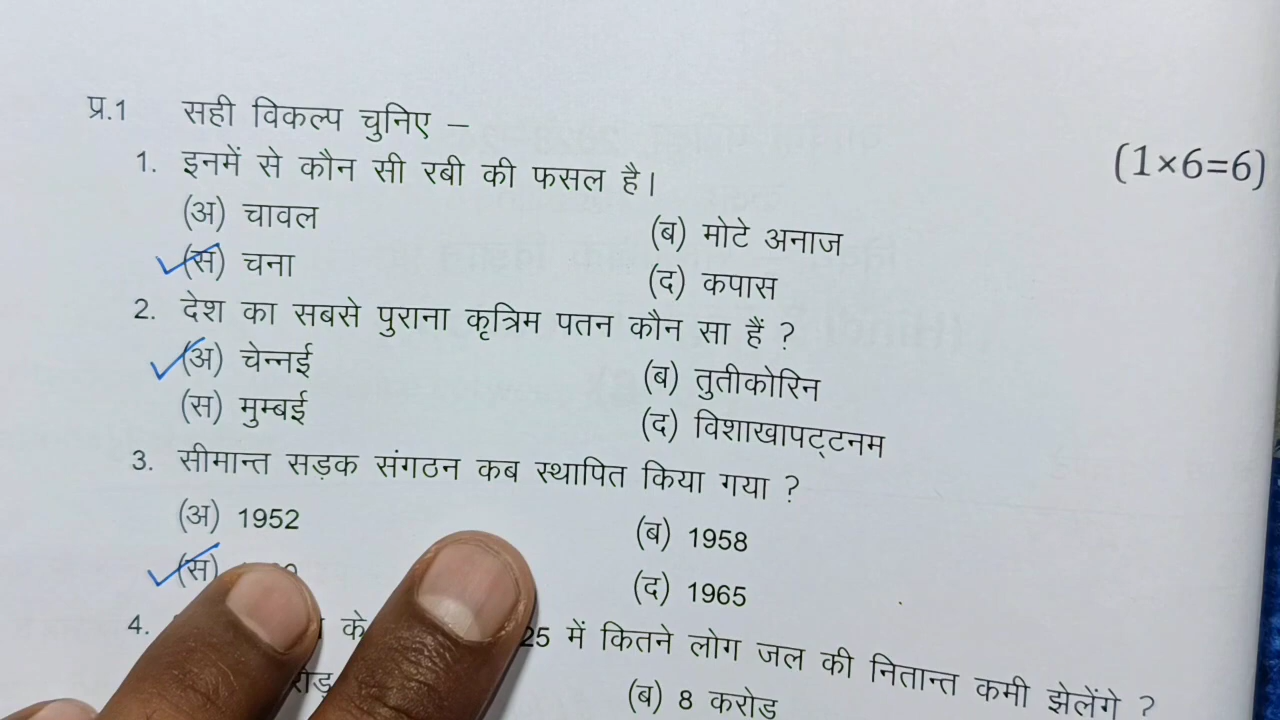 प्र.1 सही विकल्प चुनिए –
(1×6=6)
1. इनमें से कौन सी रबी की फसल है।
(अ) चावल (ब) मोटे अनाज
(स) चना (द) कपास
2. देश का सबसे पुराना कृत्रिम पतन कौन सा हैं ?
(अ) चेन्नई (ब) तुतीकोरिन
(स) मुम्बई (द) विशाखापट्टनम
3. सीमान्त सड़क संगठन कब स्थापित किया गया ?
(अ) 1952 (ब) 1958
(स) (द) 1965
4. के 25 में कितने लोग जल की नितान्त कमी झेलेंगे ?
(ब) 8 करोड